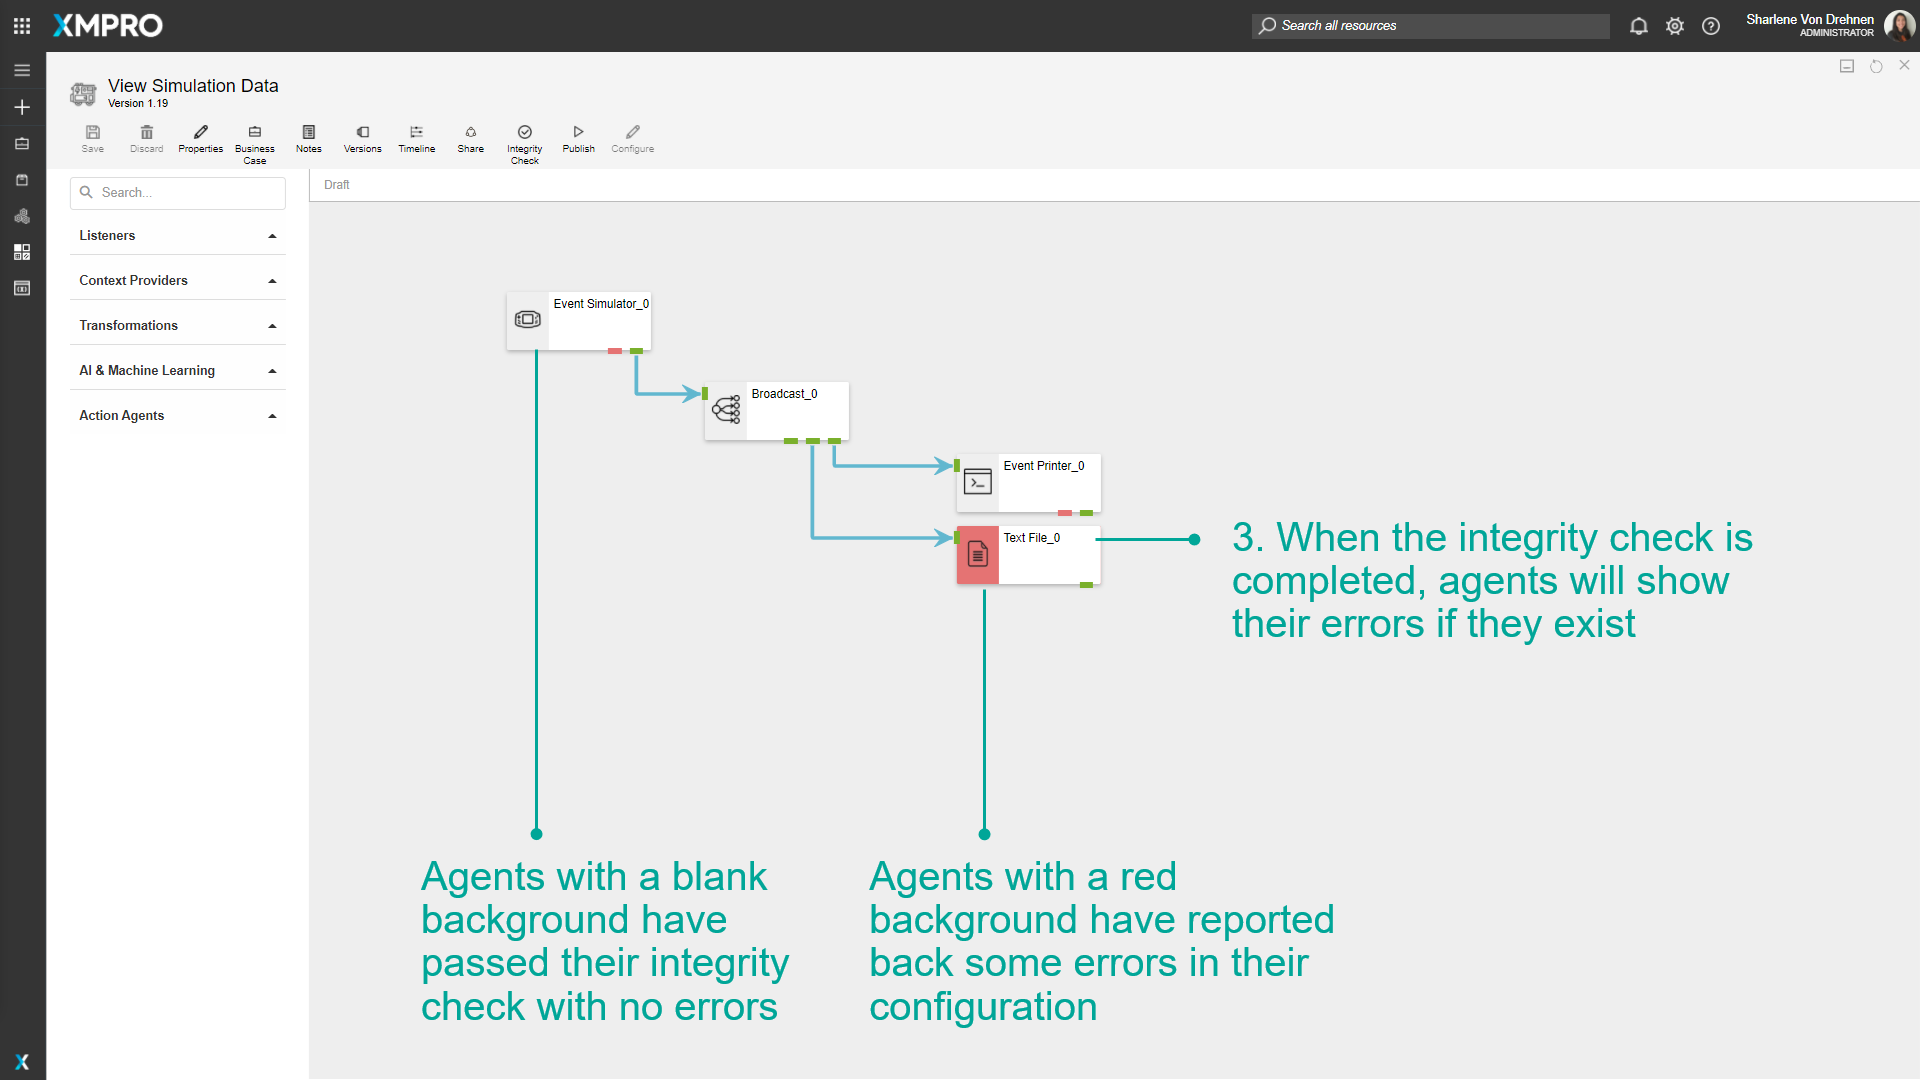 XMPRO
Search all resources
Sharlene Von Drehnen
ADMINISTRATOR
View Simulation Data
Version 1.19
Save
Discard
Properties
Business
Case
Notes
Versions
Timeline
Share
Integrity
Check
Publish
Configure
Search...
Draft
Listeners
Context Providers
Transformations
AI & Machine Learning
Action Agents
Event Simulator_0
Broadcast_0
Event Printer_0
Text File_0
3. When the integrity check is
completed, agents will show
their errors if they exist
Agents with a blank
background have
passed their integrity
check with no errors
Agents with a red
background have reported
back some errors in their
configuration